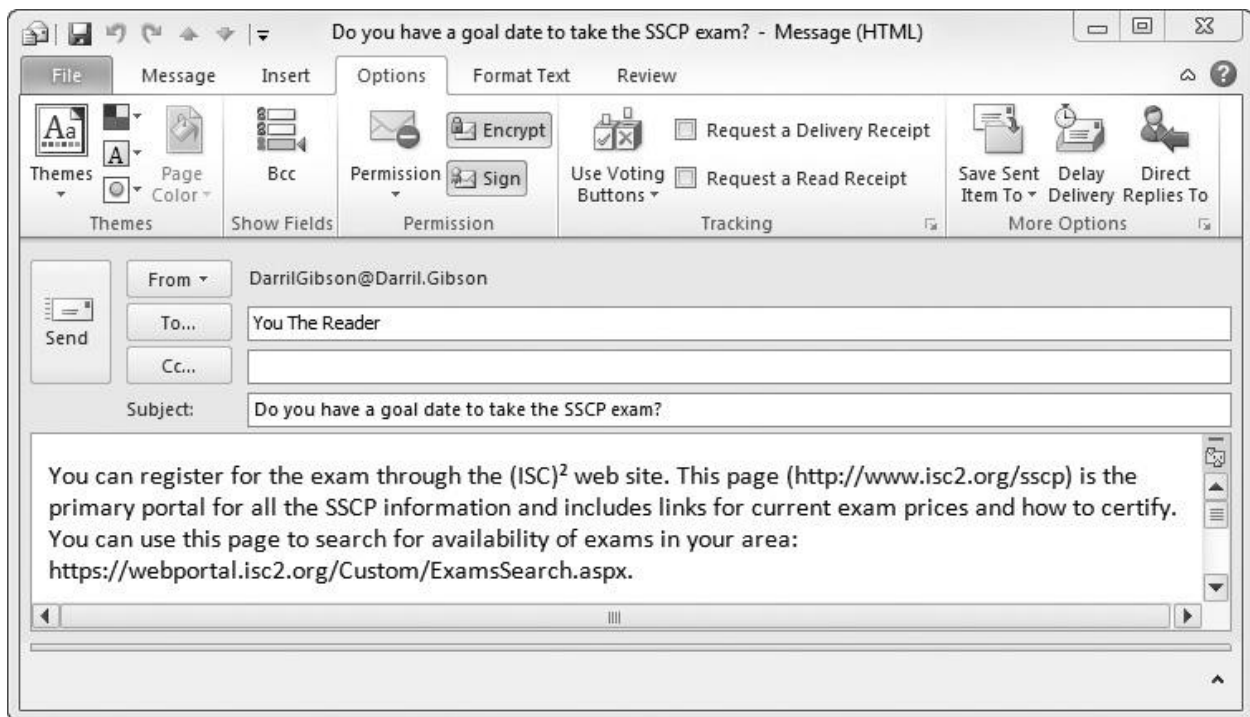 Do you have a goal date to take the SSCP exam? - Message (HTML)
File Message Insert Options Format Text Review
Aa
A
Themes
Page
Color
Bcc
Permission
Encrypt
Sign
Use Voting
Buttons
Request a Delivery Receipt
Request a Read Receipt
Save Sent
Item To
Delay
Delivery
Direct
Replies To
Themes Show Fields Permission Tracking More Options
Send
From DarrilGibson@Darril.Gibson
To... You The Reader
Cc...
Subject: Do you have a goal date to take the SSCP exam?
You can register for the exam through the (ISC)² web site. This page (http://www.isc2.org/sscp) is the
primary portal for all the SSCP information and includes links for current exam prices and how to certify.
You can use this page to search for availability of exams in your area:
https://webportal.isc2.org/Custom/ExamsSearch.aspx.